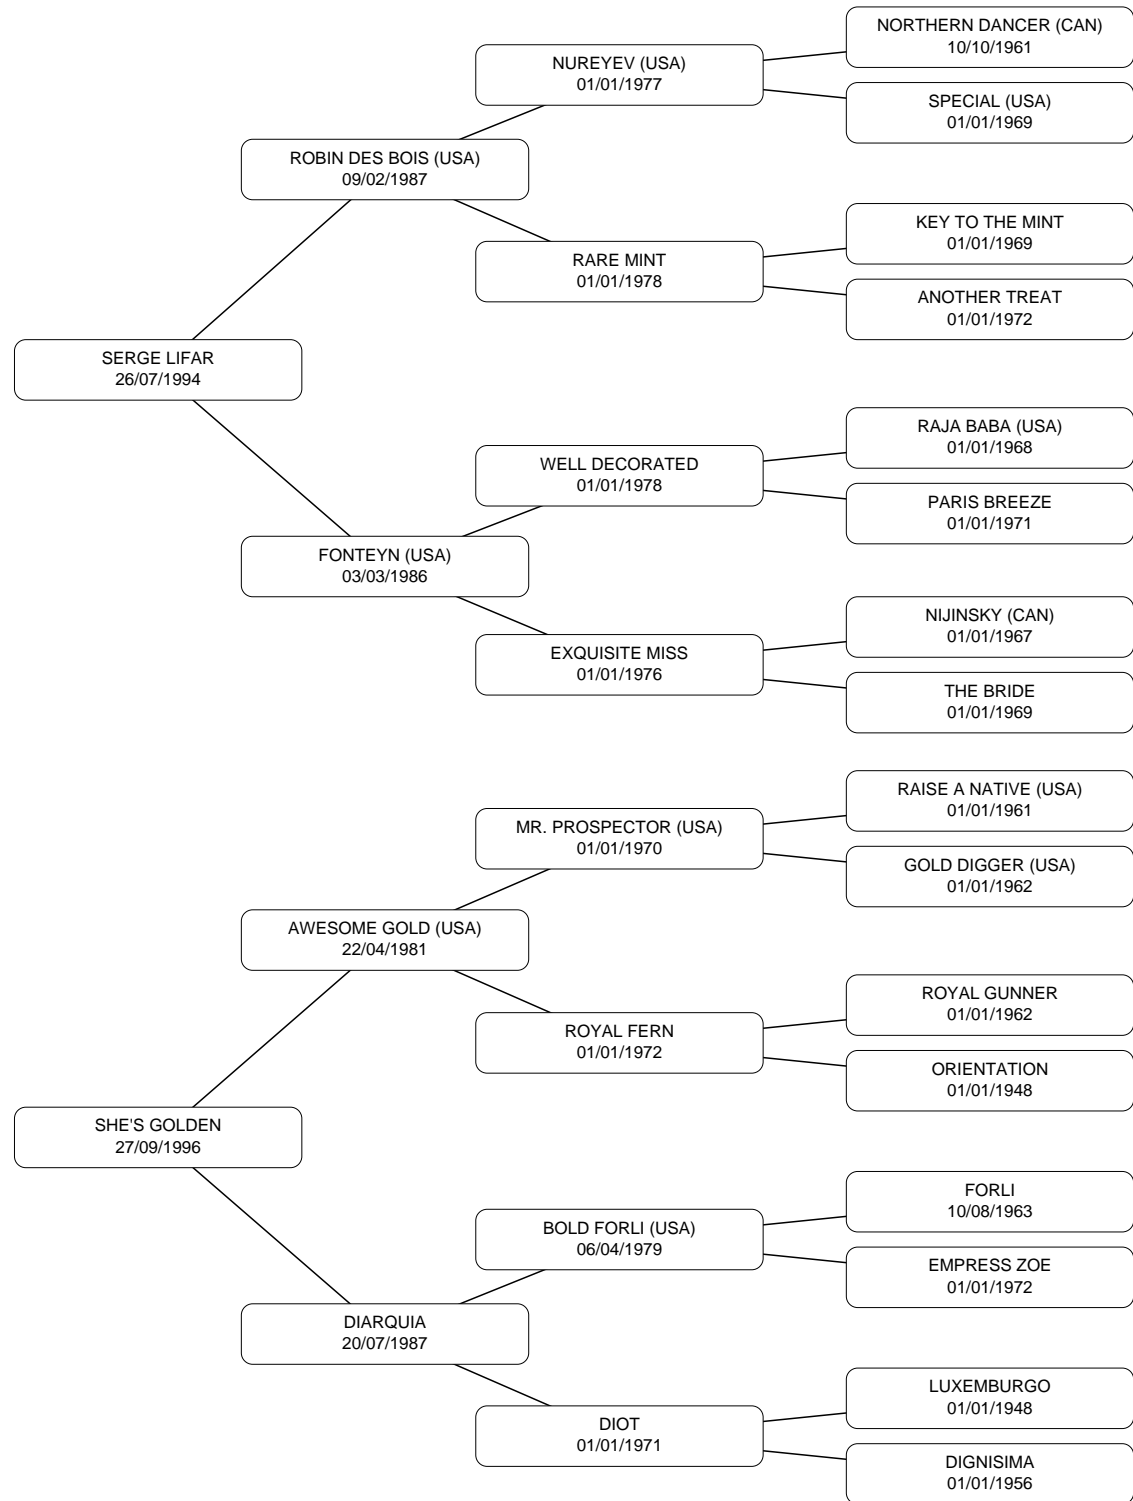 NORTHERN DANCER (CAN)
10/10/1961
NUREYEV (USA)
01/01/1977
SPECIAL (USA)
01/01/1969
ROBIN DES BOIS (USA)
09/02/1987
KEY TO THE MINT
01/01/1969
RARE MINT
01/01/1978
ANOTHER TREAT
01/01/1972
SERGE LIFAR
26/07/1994
RAJA BABA (USA)
01/01/1968
WELL DECORATED
01/01/1978
PARIS BREEZE
01/01/1971
FONTEYN (USA)
03/03/1986
NIJINSKY (CAN)
01/01/1967
EXQUISITE MISS
01/01/1976
THE BRIDE
01/01/1969
RAISE A NATIVE (USA)
01/01/1961
MR. PROSPECTOR (USA)
01/01/1970
GOLD DIGGER (USA)
01/01/1962
AWESOME GOLD (USA)
22/04/1981
ROYAL GUNNER
01/01/1962
ROYAL FERN
01/01/1972
ORIENTATION
01/01/1948
SHE'S GOLDEN
27/09/1996
FORLI
10/08/1963
BOLD FORLI (USA)
06/04/1979
EMPRESS ZOE
01/01/1972
DIARQUIA
20/07/1987
LUXEMBURGO
01/01/1948
DIOT
01/01/1971
DIGNISIMA
01/01/1956